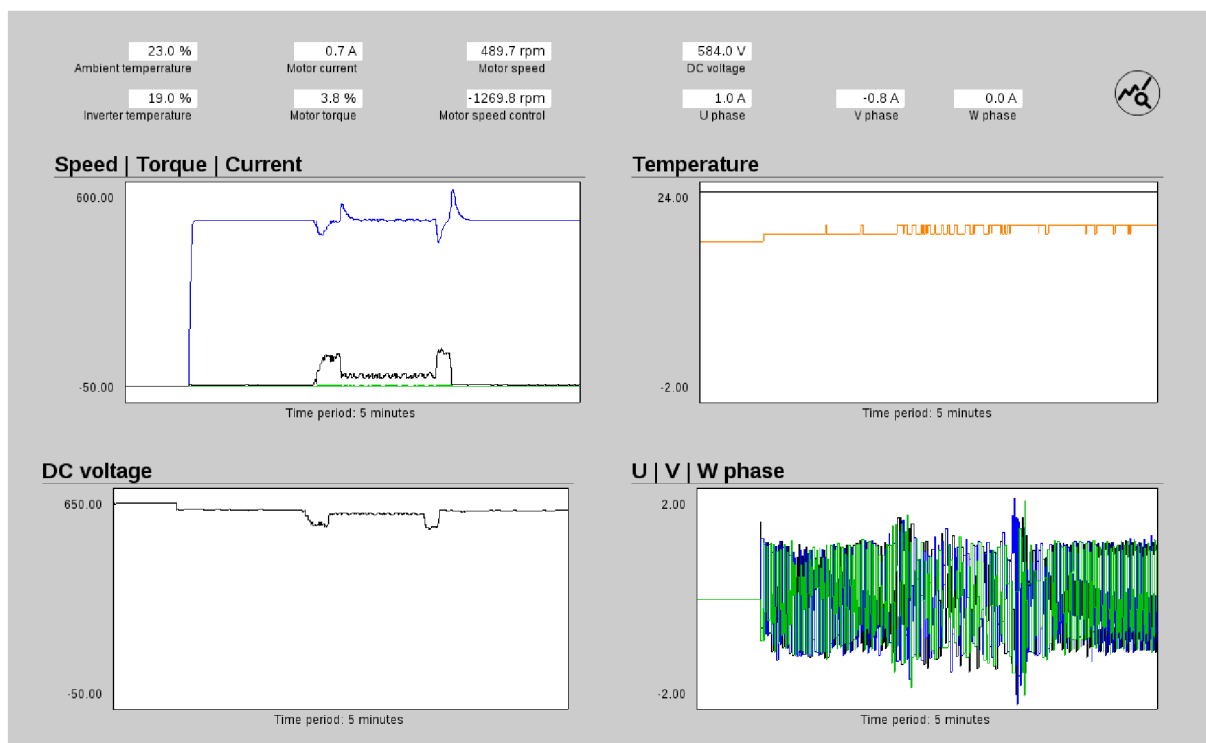 23.0 % 0.7 A 489.7 rpm 584.0 V
Ambient temperrature Motor current Motor speed DC voltage
19.0 % 3.8 % -1269.8 rpm 1.0 A -0.8 A 0.0 A
Inverter temperature Motor torque Motor speed control U phase V phase W phase
Speed | Torque | Current
600.00
-50.00
Time period: 5 minutes
Temperature
24.00
-2.00
Time period: 5 minutes
DC voltage
650.00
-50.00
Time period: 5 minutes
U | V | W phase
2.00
-2.00
Time period: 5 minutes